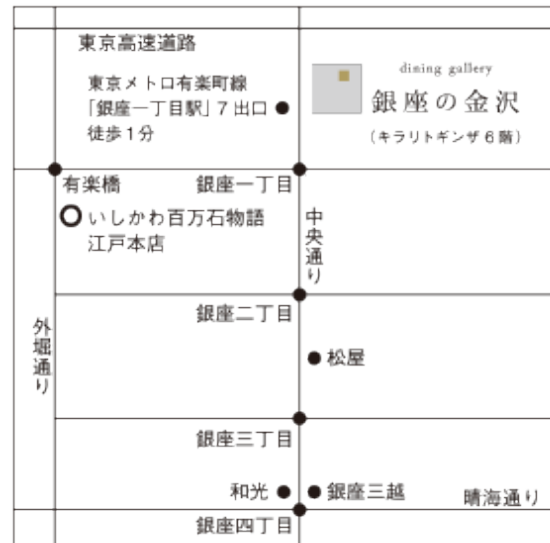 東京高速道路
東京メトロ有楽町線
「銀座一丁目駅」7出口
徒歩1分
dining gallery
銀座の金沢
(キラリトギンザ6階)
有楽橋
銀座一丁目
いしかわ百万石物語
江戸本店
中央通り
銀座二丁目
外堀通り
松屋
銀座三丁目
和光
銀座三越
晴海通り
銀座四丁目